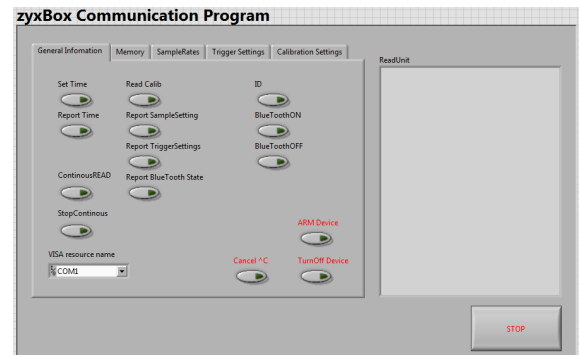 zyxBox Communication Program
General Infomation Memory SampleRates Trigger Settings Calibration Settings
ReadUnit
Set Time Read Calib ID
Report Time Report SampleSetting BlueToothON
Report TriggerSettings BlueToothOFF
ContinousREAD Report BlueTooth State
StopContinous
ARM Device
VISA resource name
Cancel ^C TurnOff Device
COM1
STOP